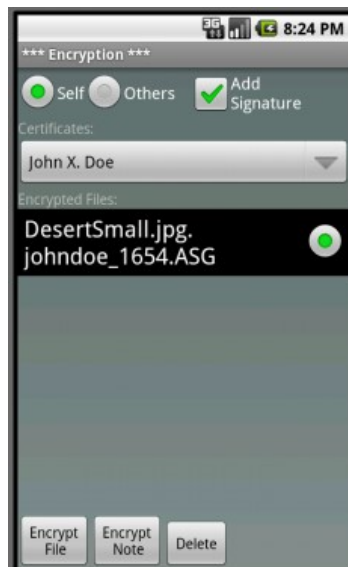 3G 8:24 PM
*** Encryption ***
Self Others Add
Signature
Certificates:
John X. Doe
Encrypted Files:
DesertSmall.jpg.
johndoe_1654.ASG
Encrypt
File
Encrypt
Note
Delete